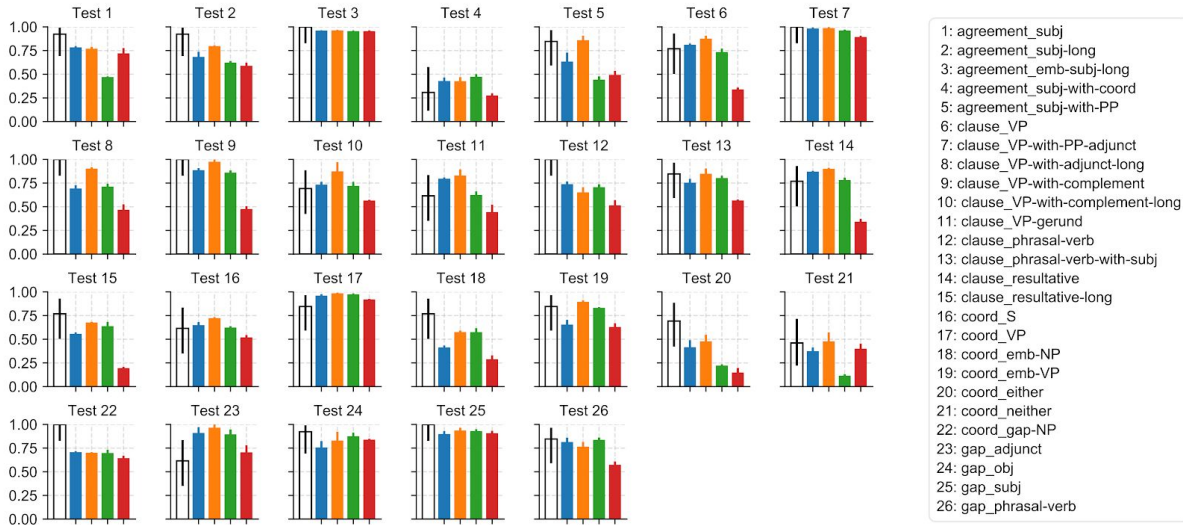 Test 1 Test 2 Test 3 Test 4 Test 5 Test 6 Test 7
1.00
0.75
0.50
0.25
0.00
Test 8 Test 9 Test 10 Test 11 Test 12 Test 13 Test 14
1.00
0.75
0.50
0.25
0.00
Test 15 Test 16 Test 17 Test 18 Test 19 Test 20 Test 21
1.00
0.75
0.50
0.25
0.00
Test 22 Test 23 Test 24 Test 25 Test 26
1.00
0.75
0.50
0.25
0.00
1: agreement_subj
2: agreement_subj-long
3: agreement_emb-subj-long
4: agreement_subj-with-coord
5: agreement_subj-with-PP
6: clause_VP
7: clause_VP-with-PP-adjunct
8: clause_VP-with-adjunct-long
9: clause_VP-with-complement
10: clause_VP-with-complement-long
11: clause_VP-gerund
12: clause_phrasal-verb
13: clause_phrasal-verb-with-subj
14: clause_resultative
15: clause_resultative-long
16: coord_S
17: coord_VP
18: coord_emb-NP
19: coord_emb-VP
20: coord_either
21: coord_neither
22: coord_gap-NP
23: gap_adjunct
24: gap_obj
25: gap_subj
26: gap_phrasal-verb